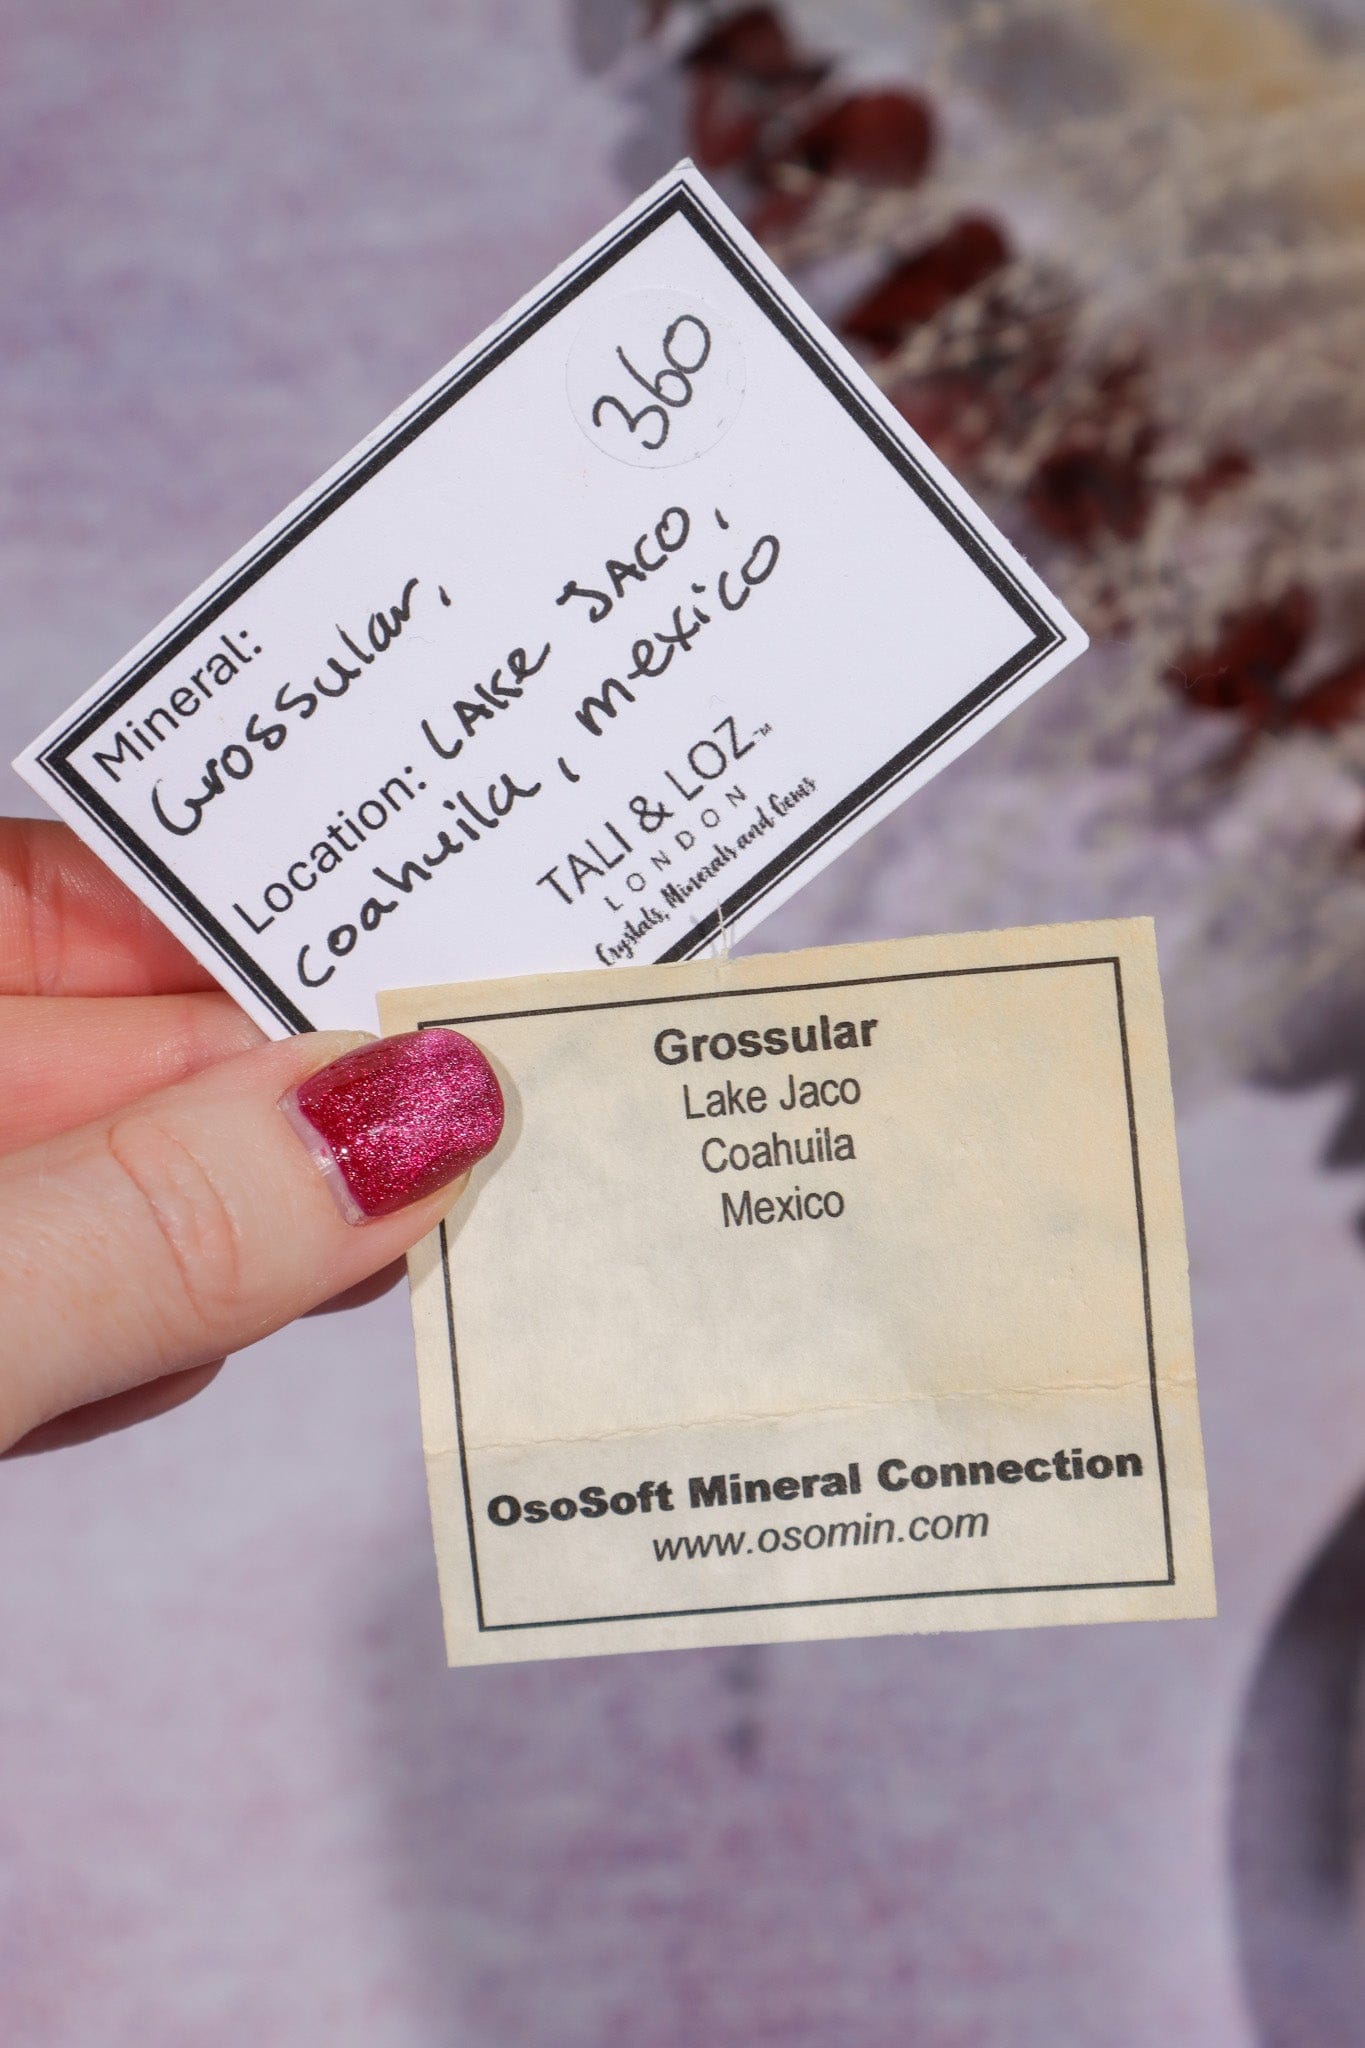 360
Mineral:
Grossular,
Location: LAKE JACO,
Coahuila, mexico
TALI & LOZ™
LONDON
Crystals, Minerals and Gems
Grossular
Lake Jaco
Coahuila
Mexico
OsoSoft Mineral Connection
www.osomin.com